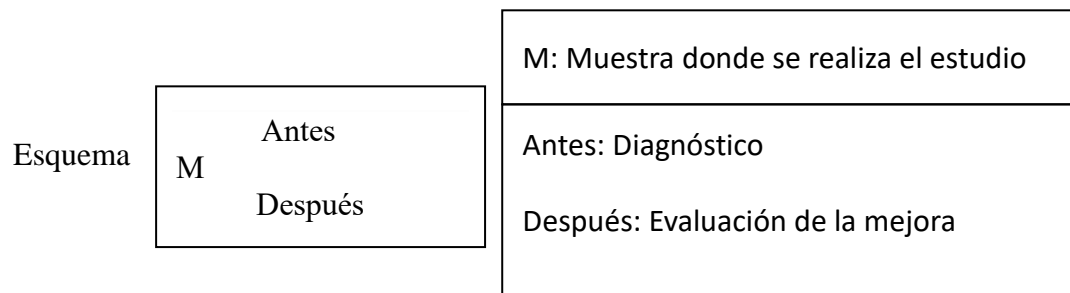 Esquema
M
Antes
Después
M: Muestra donde se realiza el estudio
Antes: Diagnóstico
Después: Evaluación de la mejora